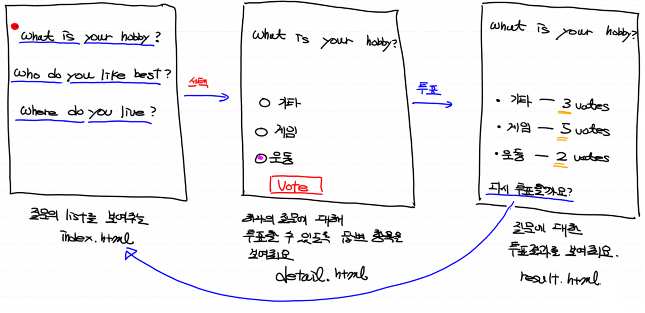 What is your hobby?
Who do you like best?
Where do you live?
질문의 list를 보여주는
index.html
선택
What is your hobby?
기타
게임
운동
Vote
하나의 질문에 대해
투표할 수 있도록 답변 항목을
보여줘요
detail.html
투표
What is your hobby?
• 기타 — 3 votes
• 게임 — 5 votes
• 운동 — 2 votes
다시 투표할까요?
질문에 대한
투표결과를 보여줘요.
result.html